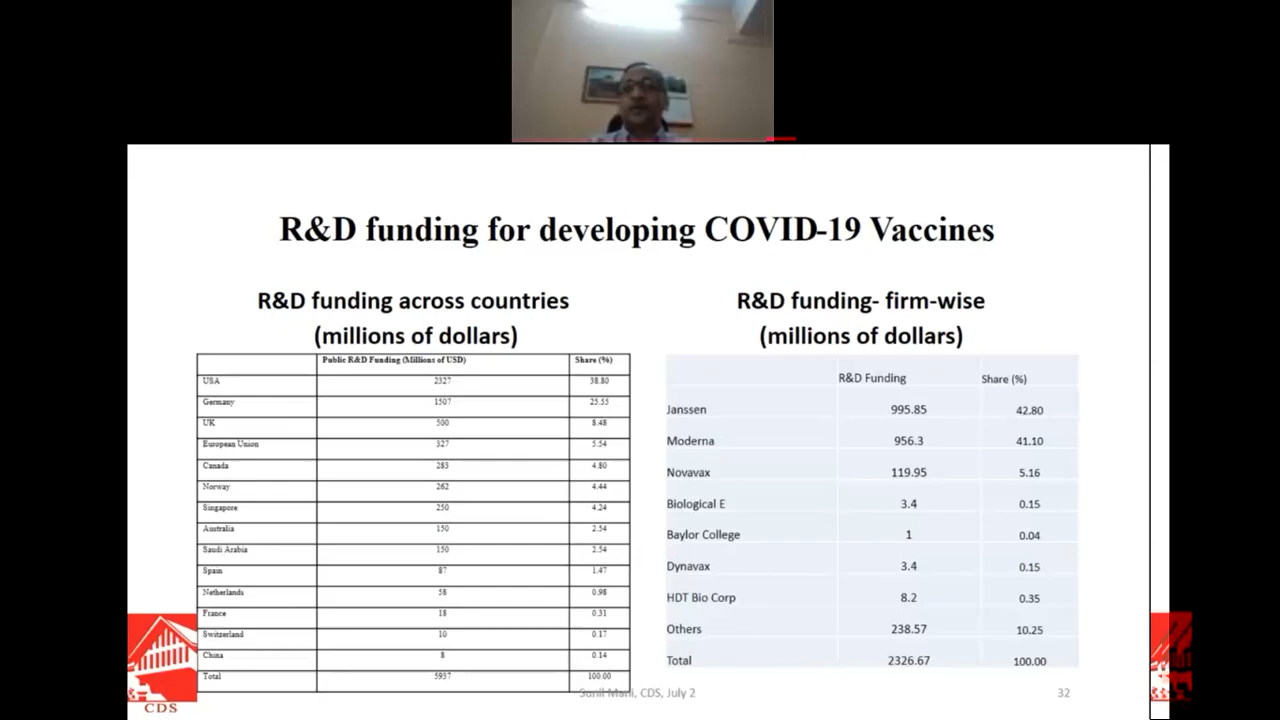 R&D funding for developing COVID-19 Vaccines
R&D funding across countries
(millions of dollars)
Public R&D Funding (Millions of USD) Share (%)
USA 2327 38.80
Germany 1507 25.55
UK 500 8.48
European Union 327 5.54
Canada 283 4.80
Norway 262 4.44
Singapore 250 4.24
Australia 150 2.54
Saudi Arabia 150 2.54
Spain 87 1.47
Netherlands 58 0.98
France 18 0.31
Switzerland 10 0.17
China 8 0.14
Total 5937 100.00
R&D funding- firm-wise
(millions of dollars)
R&D Funding Share (%)
Janssen 995.85 42.80
Moderna 956.3 41.10
Novavax 119.95 5.16
Biological E 3.4 0.15
Baylor College 1 0.04
Dynavax 3.4 0.15
HDT Bio Corp 8.2 0.35
Others 238.57 10.25
Total 2326.67 100.00
CDS
Sunil Mani, CDS, July 2
32